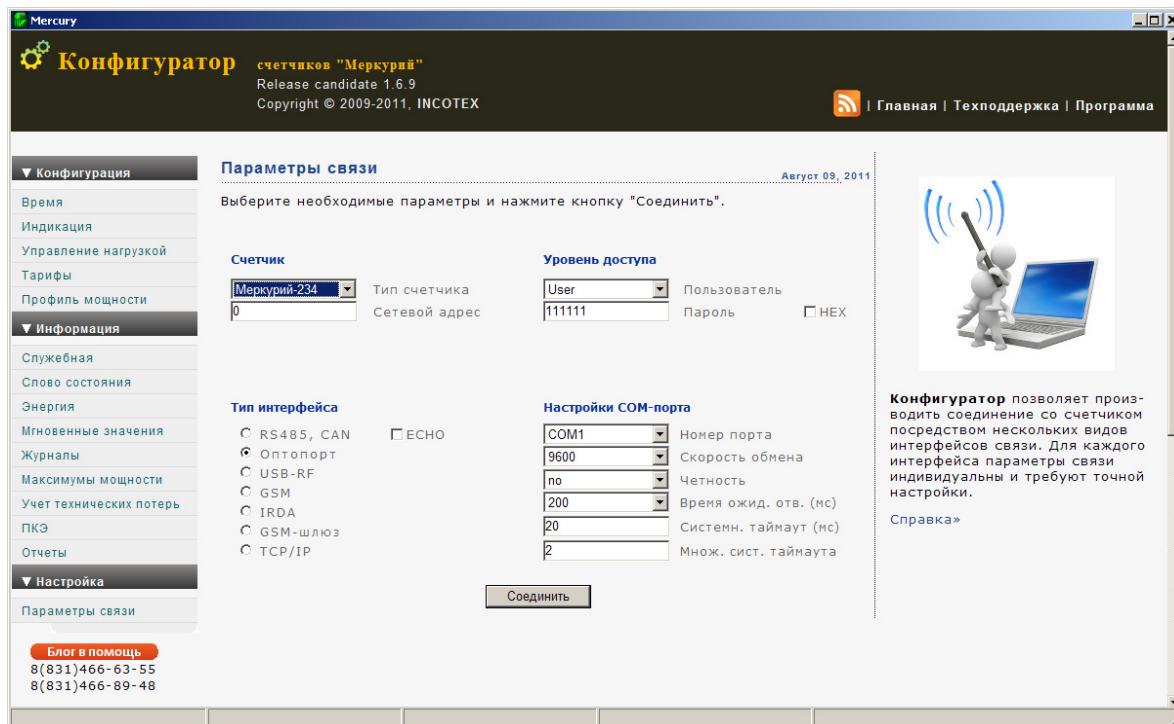 Mercury
Конфигуратор счетчиков "Меркурий"
Release candidate 1.6.9
Copyright © 2009-2011, INCOTEX
| Главная | Техподдержка | Программа
▼ Конфигурация
Время
Индикация
Управление нагрузкой
Тарифы
Профиль мощности
▼ Информация
Служебная
Слово состояния
Энергия
Мгновенные значения
Журналы
Максимумы мощности
Учет технических потерь
ПКЭ
Отчеты
▼ Настройка
Параметры связи
Блог в помощь
8(831)466-63-55
8(831)466-89-48
Параметры связи
Август 09, 2011
Выберите необходимые параметры и нажмите кнопку "Соединить".
Счетчик
Меркурий-234 Тип счетчика
0 Сетевой адрес
Уровень доступа
User Пользователь
111111 Пароль HEX
Тип интерфейса
RS485, CAN ECHO
Оптопорт
USB-RF
GSM
IRDA
GSM-шлюз
TCP/IP
Настройки COM-порта
COM1 Номер порта
9600 Скорость обмена
no Четность
200 Время ожид. отв. (мс)
20 Системн. таймаут (мс)
2 Множ. сист. таймаута
Соединить
Конфигуратор позволяет произ-
водить соединение со счетчиком
посредством нескольких видов
интерфейсов связи. Для каждого
интерфейса параметры связи
индивидуальны и требуют точной
настройки.
Справка»